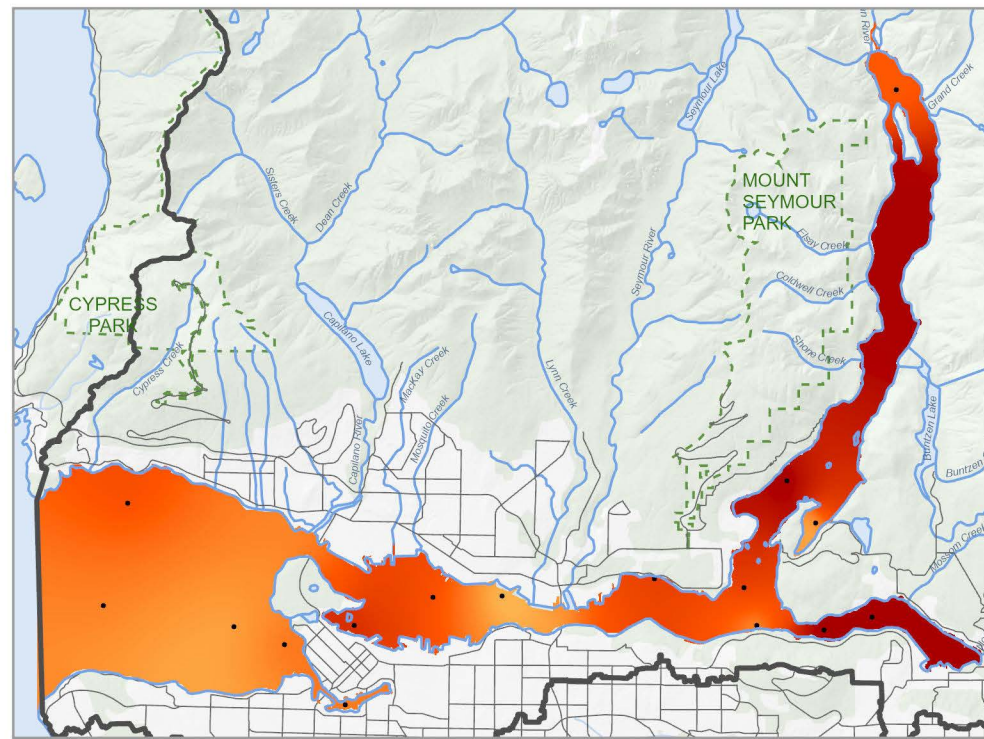 Grand Creek
Seymour Lake
MOUNT
SEYMOUR
PARK
Sisters Creek
Dean Creek
Elsay Creek
Seymour River
Coldwell Creek
CYPRESS
PARK
Capilano Lake
Shone Creek
Cypress Creek
MacKay Creek
Lynn Creek
Mosquito Creek
Buntzen Lake
Capilano River
Buntzen
Mossom Creek